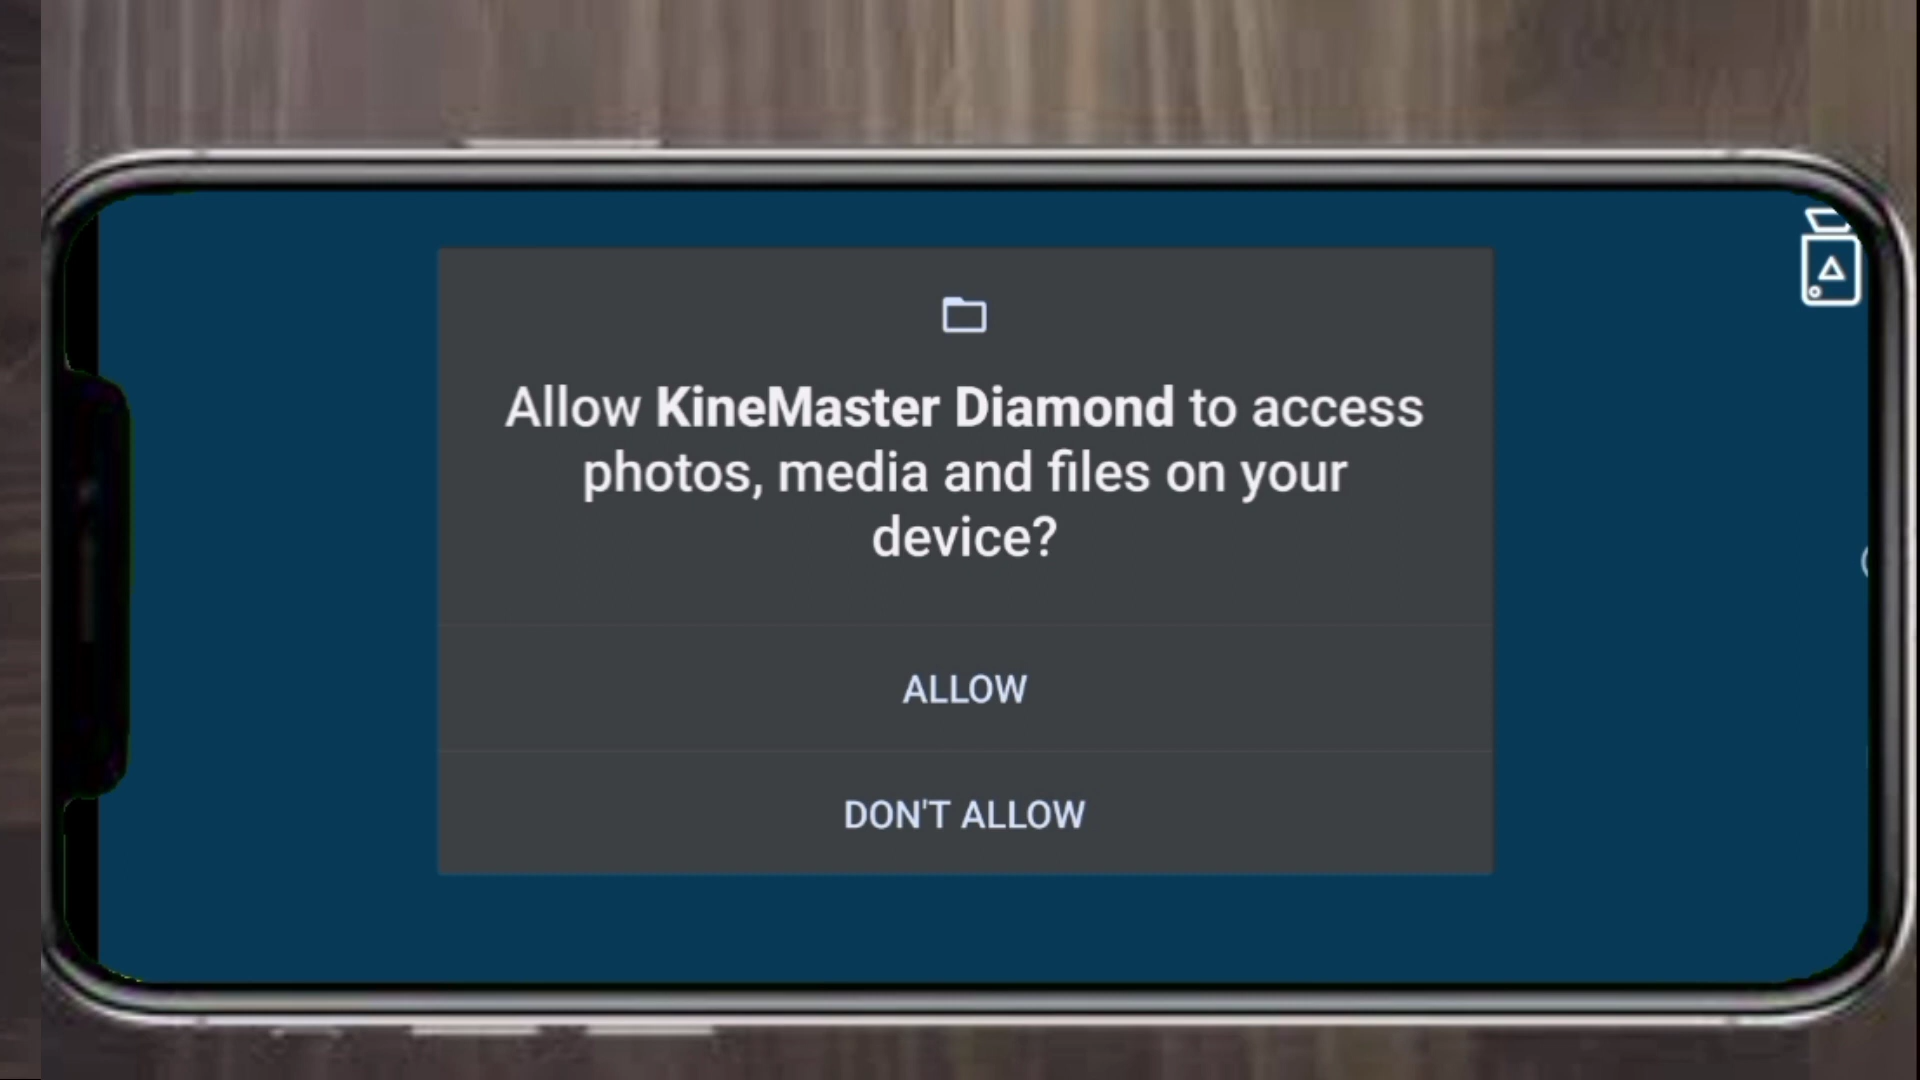 Allow KineMaster Diamond to access
photos, media and files on your
device?
ALLOW
DON'T ALLOW